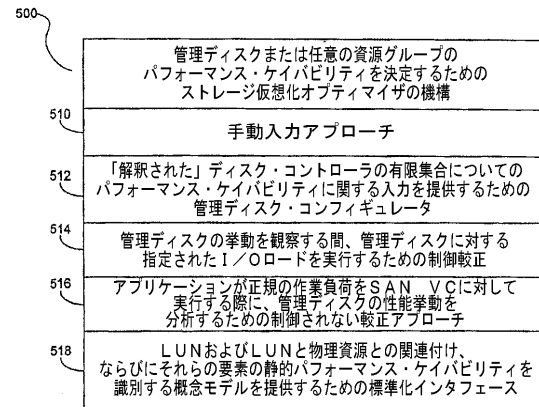 500
管理ディスクまたは任意の資源グループの
パフォーマンス・ケイパビリティを決定するための
ストレージ仮想化オプティマイザの機構
510
手動入力アプローチ
512
「解釈された」ディスク・コントローラの有限集合についての
パフォーマンス・ケイパビリティに関する入力を提供するための
管理ディスク・コンフィギュレータ
514
管理ディスクの挙動を観察する間、管理ディスクに対する
指定されたI/Oロードを実行するための制御較正
516
アプリケーションが正規の作業負荷をSAN VCに対して
実行する際に、管理ディスクの性能挙動を
分析するための制御されない較正アプローチ
518
LUNおよびLUNと物理資源との関連付け、
ならびにそれらの要素の静的パフォーマンス・ケイパビリティを
識別する概念モデルを提供するための標準化インタフェース